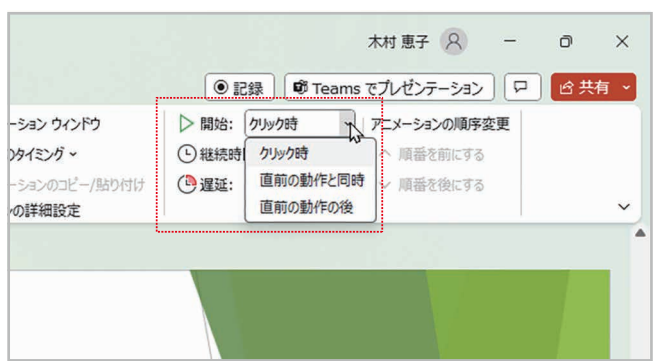 木村 恵子
記録
Teams でプレゼンテーション
共有
ーション ウィンドウ
開始:
クリック時
アニメーションの順序変更
のタイミング
継続時
クリック時
順番を前にする
ーションのコピー/貼り付け
遅延:
直前の動作と同時
順番を後にする
の詳細設定
直前の動作の後